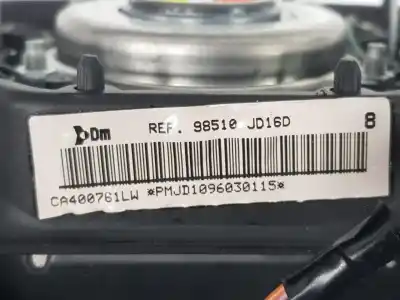 Dm REF. 98510 JD16D 8
CA400761LW *PMJD1096030115*